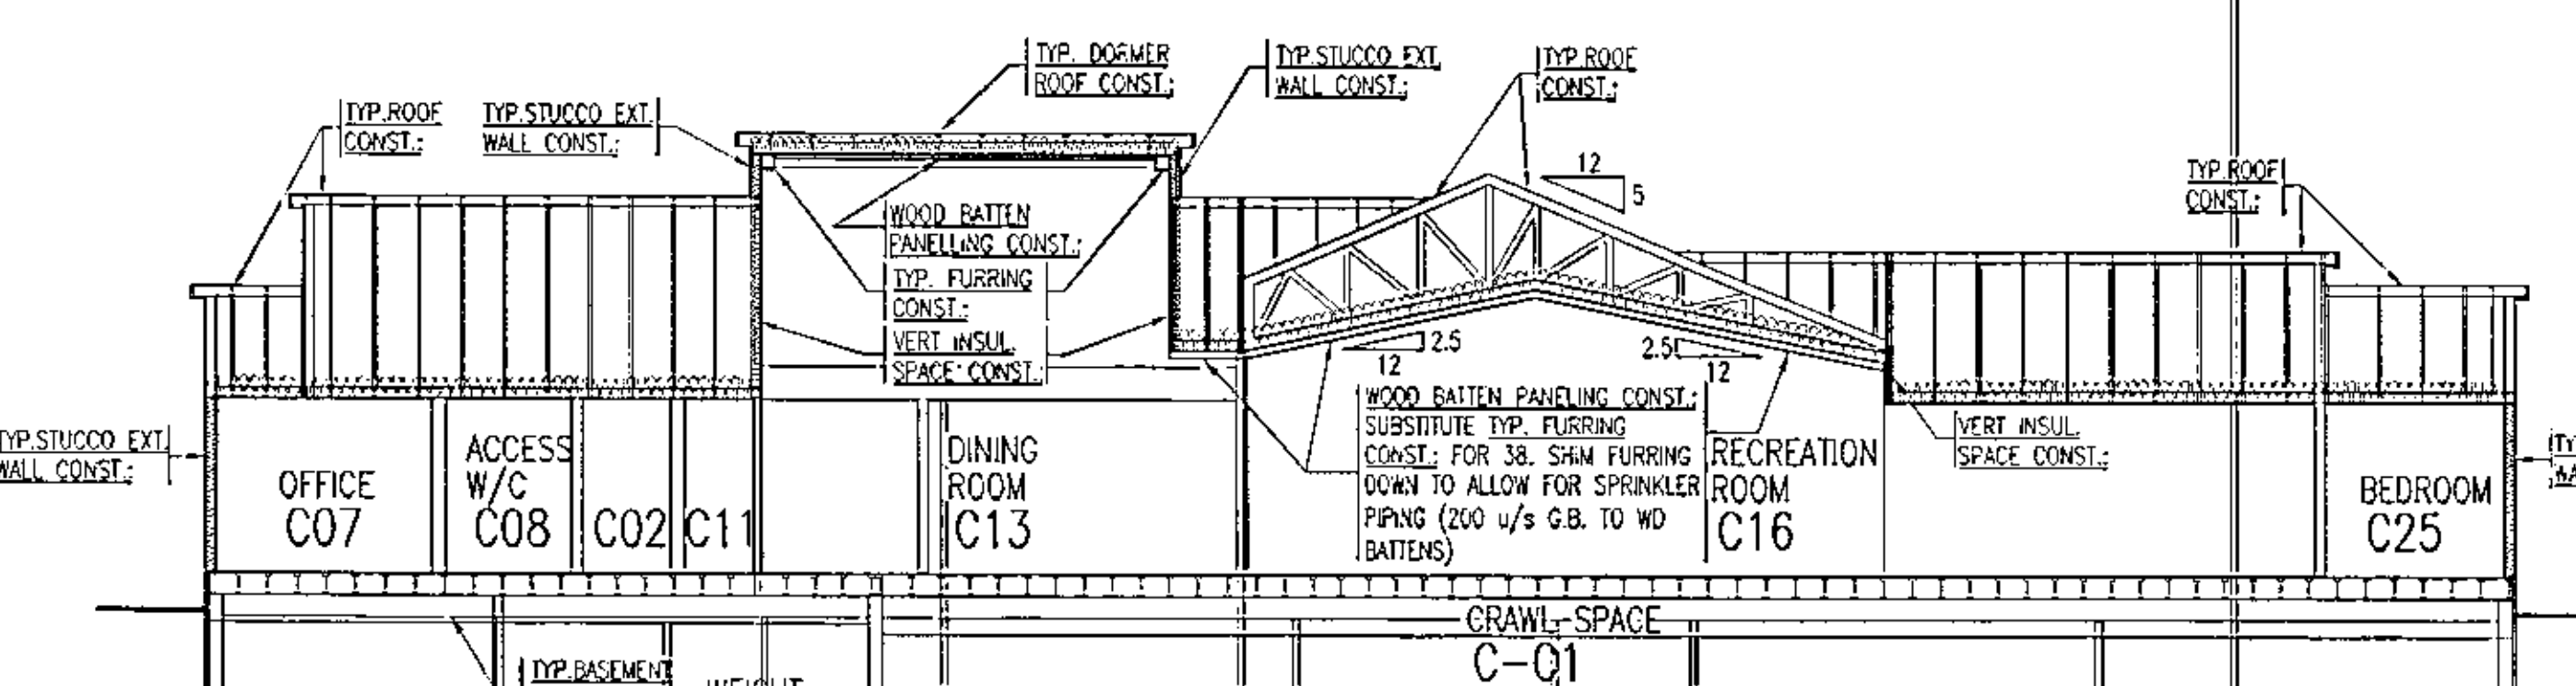 TYP. DORMER
ROOF CONST.:
TYP.STUCCO EXT.
WALL CONST.:
TYP.ROOF
CONST.:
TYP.ROOF
CONST.:
TYP.STUCCO EXT.
WALL CONST.:
12
5
TYP.ROOF
CONST.:
WOOD BATTEN
PANELLING CONST.:
TYP. FURRING
CONST.:
VERT INSUL.
SPACE CONST.:
12
2.5
2.5
12
WOOD BATTEN PANELING CONST.:
SUBSTITUTE TYP. FURRING
CONST.: FOR 38. SHIM FURRING
DOWN TO ALLOW FOR SPRINKLER
PIPING (200 u/s G.B. TO WD
BATTENS)
VERT INSUL.
SPACE CONST.:
TYP.STUCCO EXT.
WALL CONST.:
OFFICE
C07
ACCESS
W/C
C08
C02
C11
DINING
ROOM
C13
RECREATION
ROOM
C16
BEDROOM
C25
CRAWL-SPACE
C-01
TYP.BASEMENT